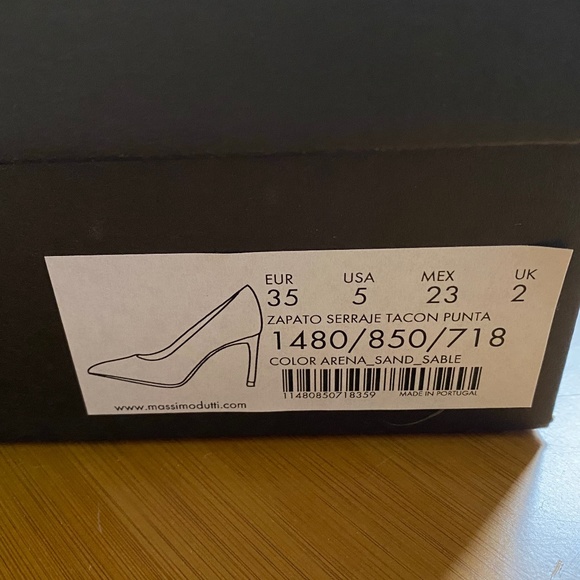 EUR USA MEX UK
35 5 23 2
ZAPATO SERRAJE TACON PUNTA
1480/850/718
COLOR ARENA_SAND_SABLE
11480850718359 MADE IN PORTUGAL
www.massimodutti.com